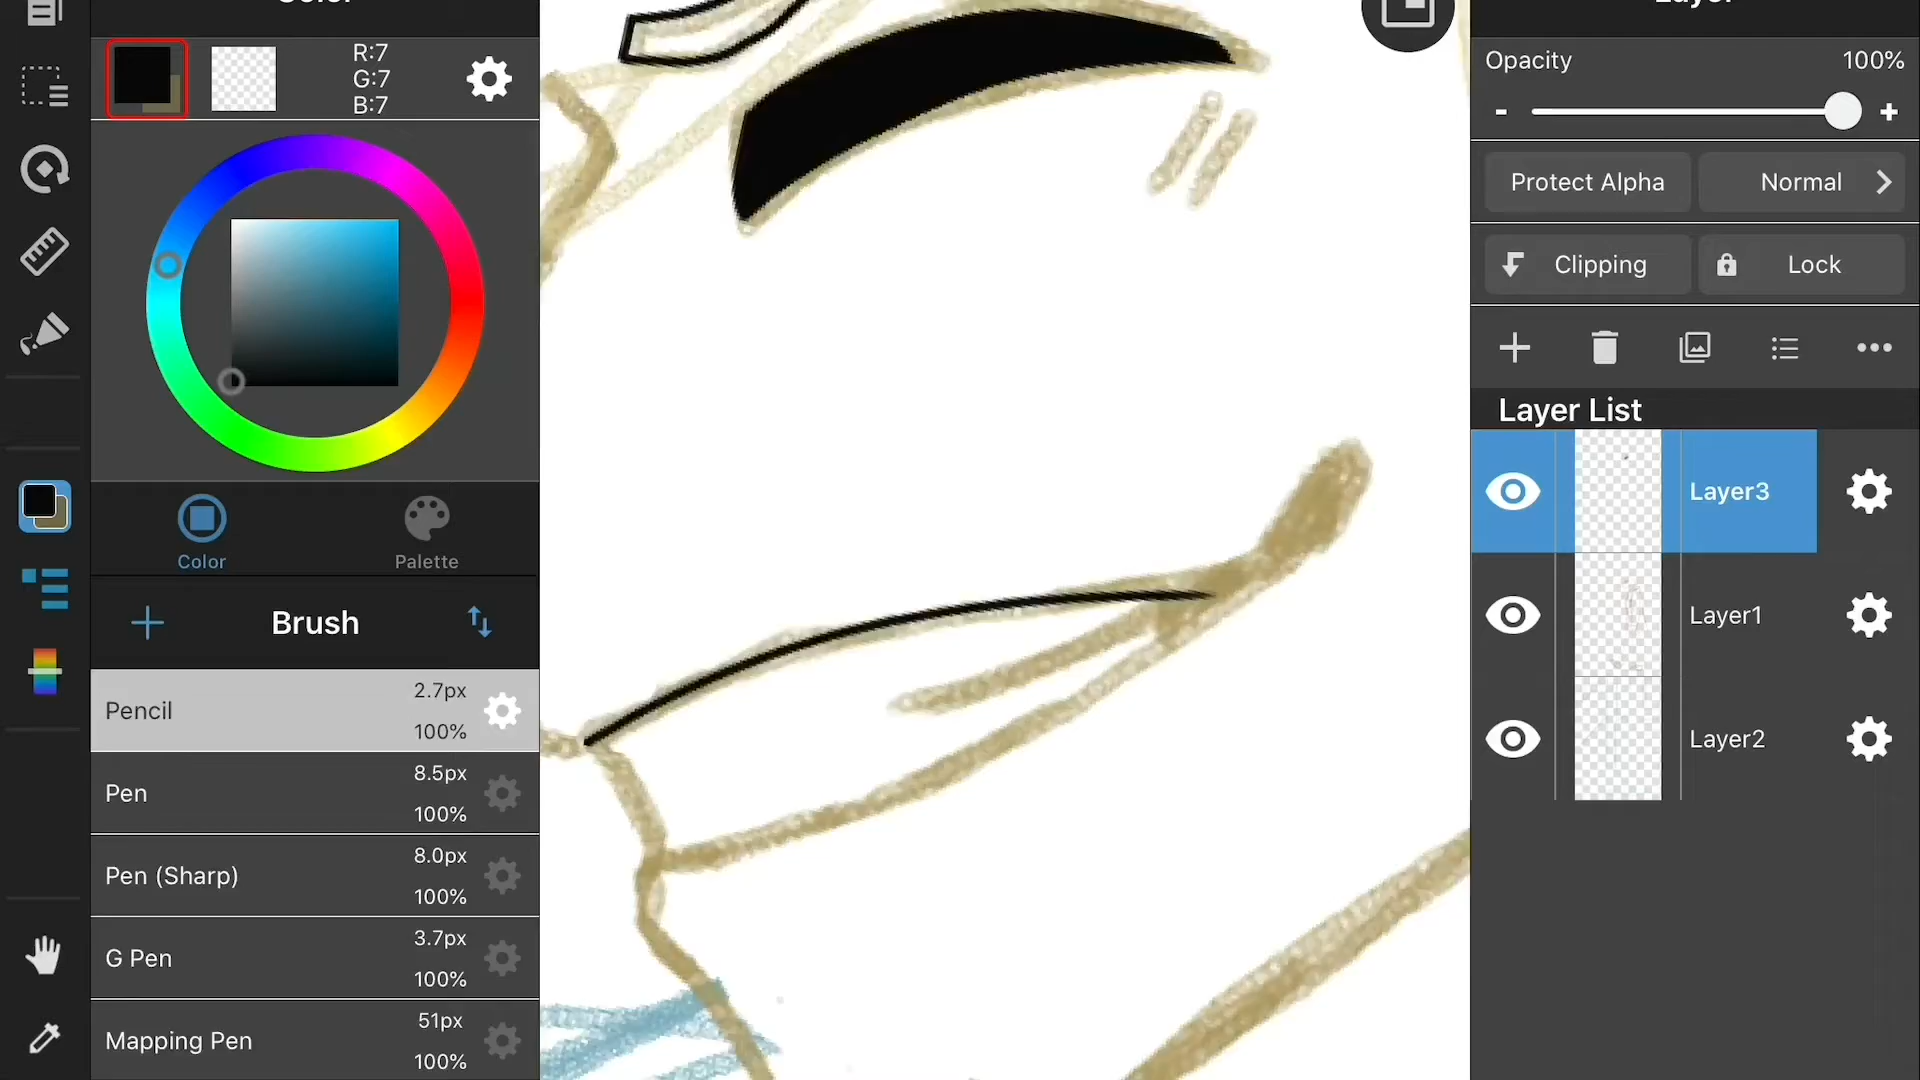 Color
R:7
G:7
B:7
Color
Palette
Brush
Pencil
2.7px
100%
Pen
8.5px
100%
Pen (Sharp)
8.0px
100%
G Pen
3.7px
100%
Mapping Pen
51px
100%
Layer
Opacity
100%
-
+
Protect Alpha
Normal
Clipping
Lock
Layer List
Layer3
Layer1
Layer2